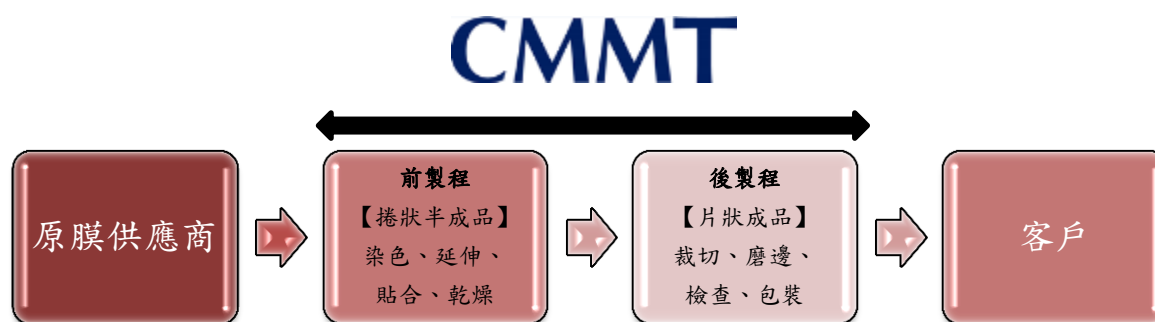 CMMT
原膜供應商
前製程
【捲狀半成品】
染色、延伸、
貼合、乾燥
後製程
【片狀成品】
裁切、磨邊、
檢查、包裝
客戶